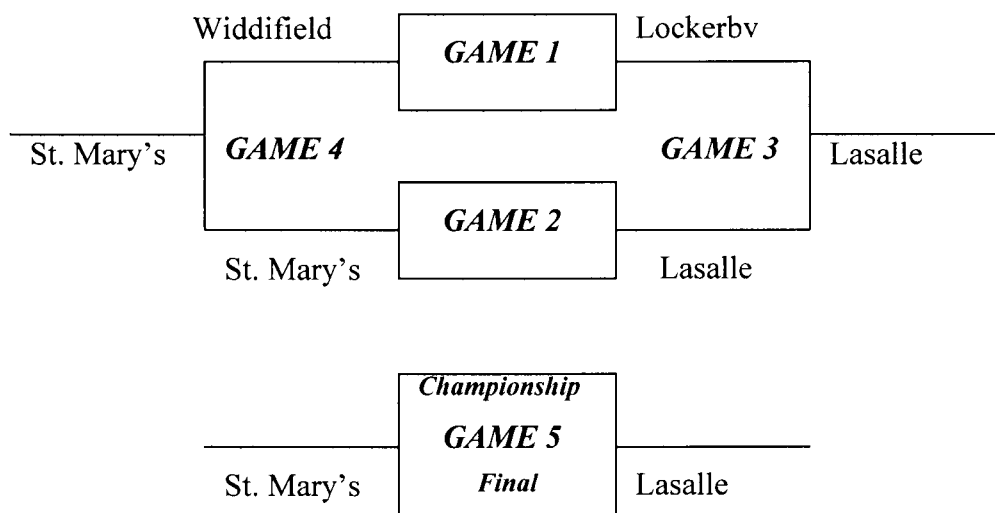 Widdifield GAME 1 Lockerbv
St. Mary's GAME 4 GAME 3 Lasalle
GAME 2
St. Mary's Lasalle
Championship
GAME 5
St. Mary's Final Lasalle